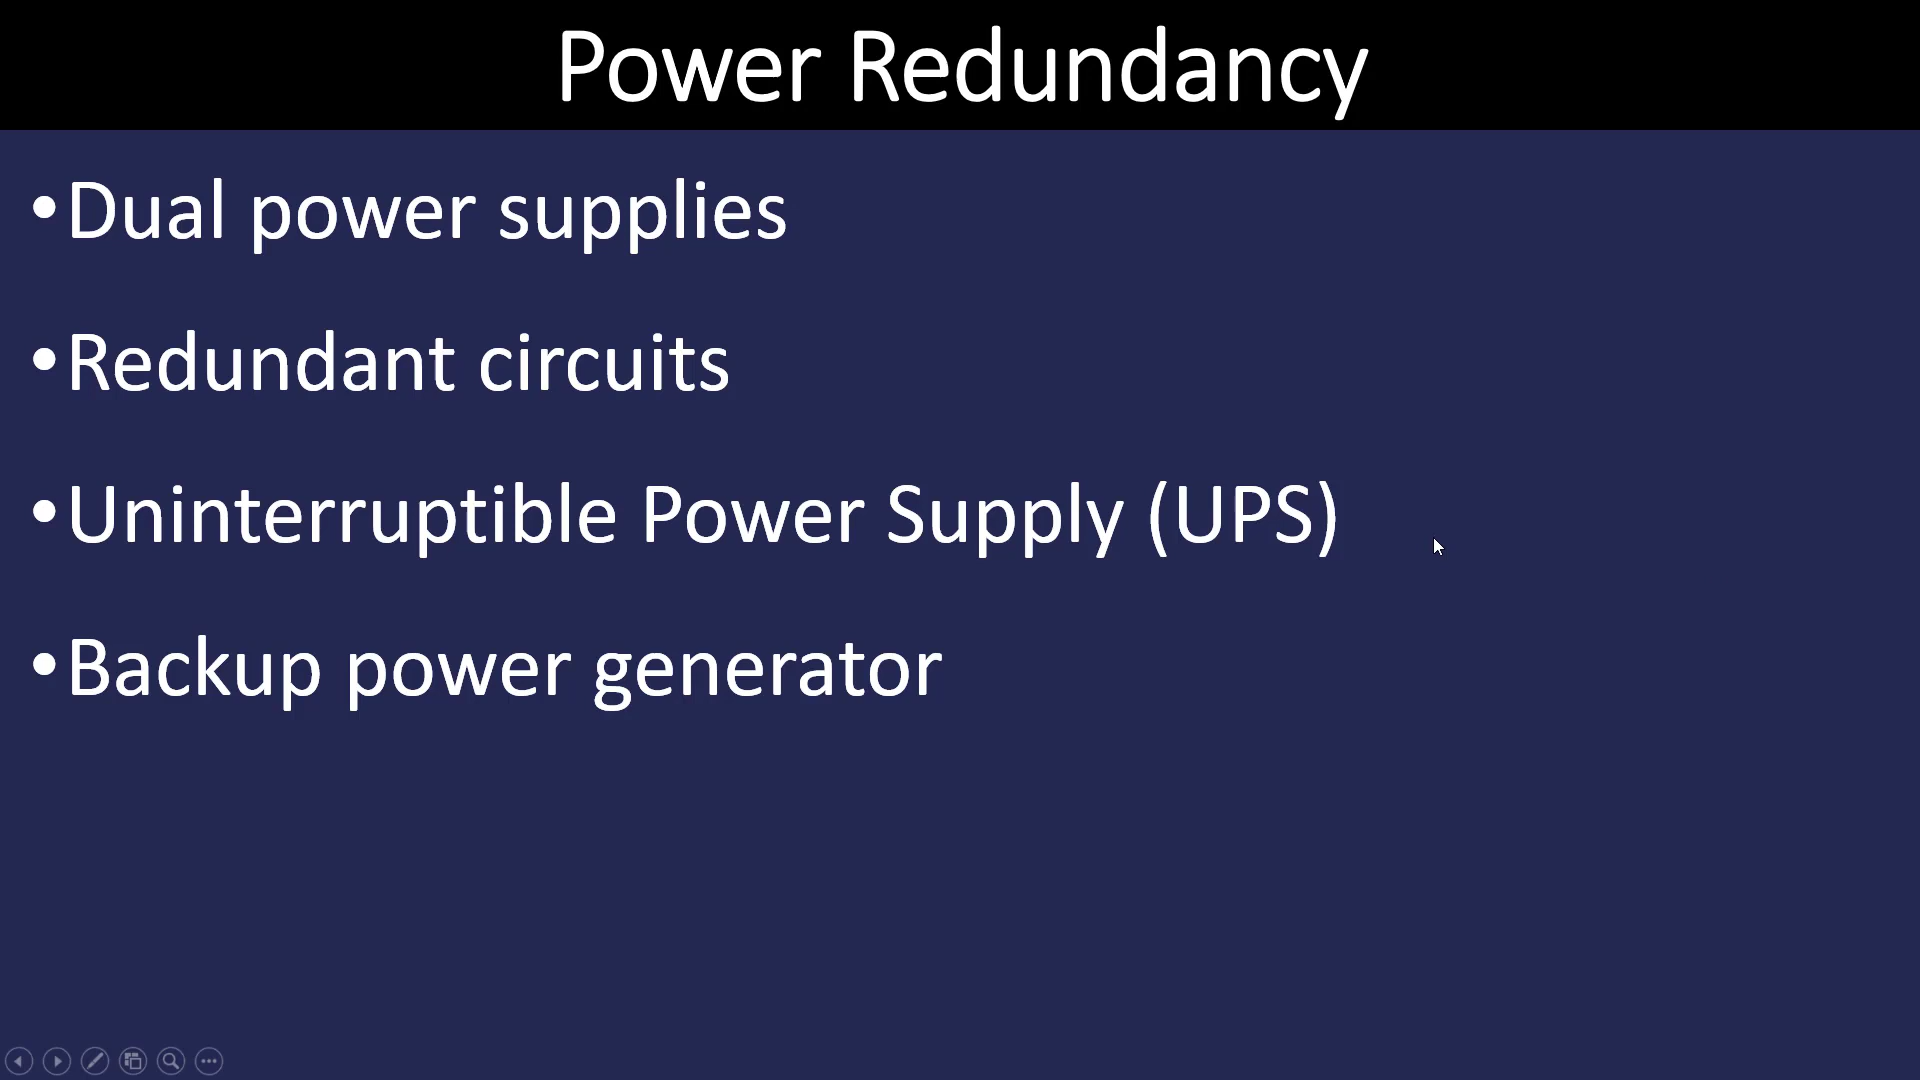 Power Redundancy
•Dual power supplies
•Redundant circuits
•Uninterruptible Power Supply (UPS)
•Backup power generator